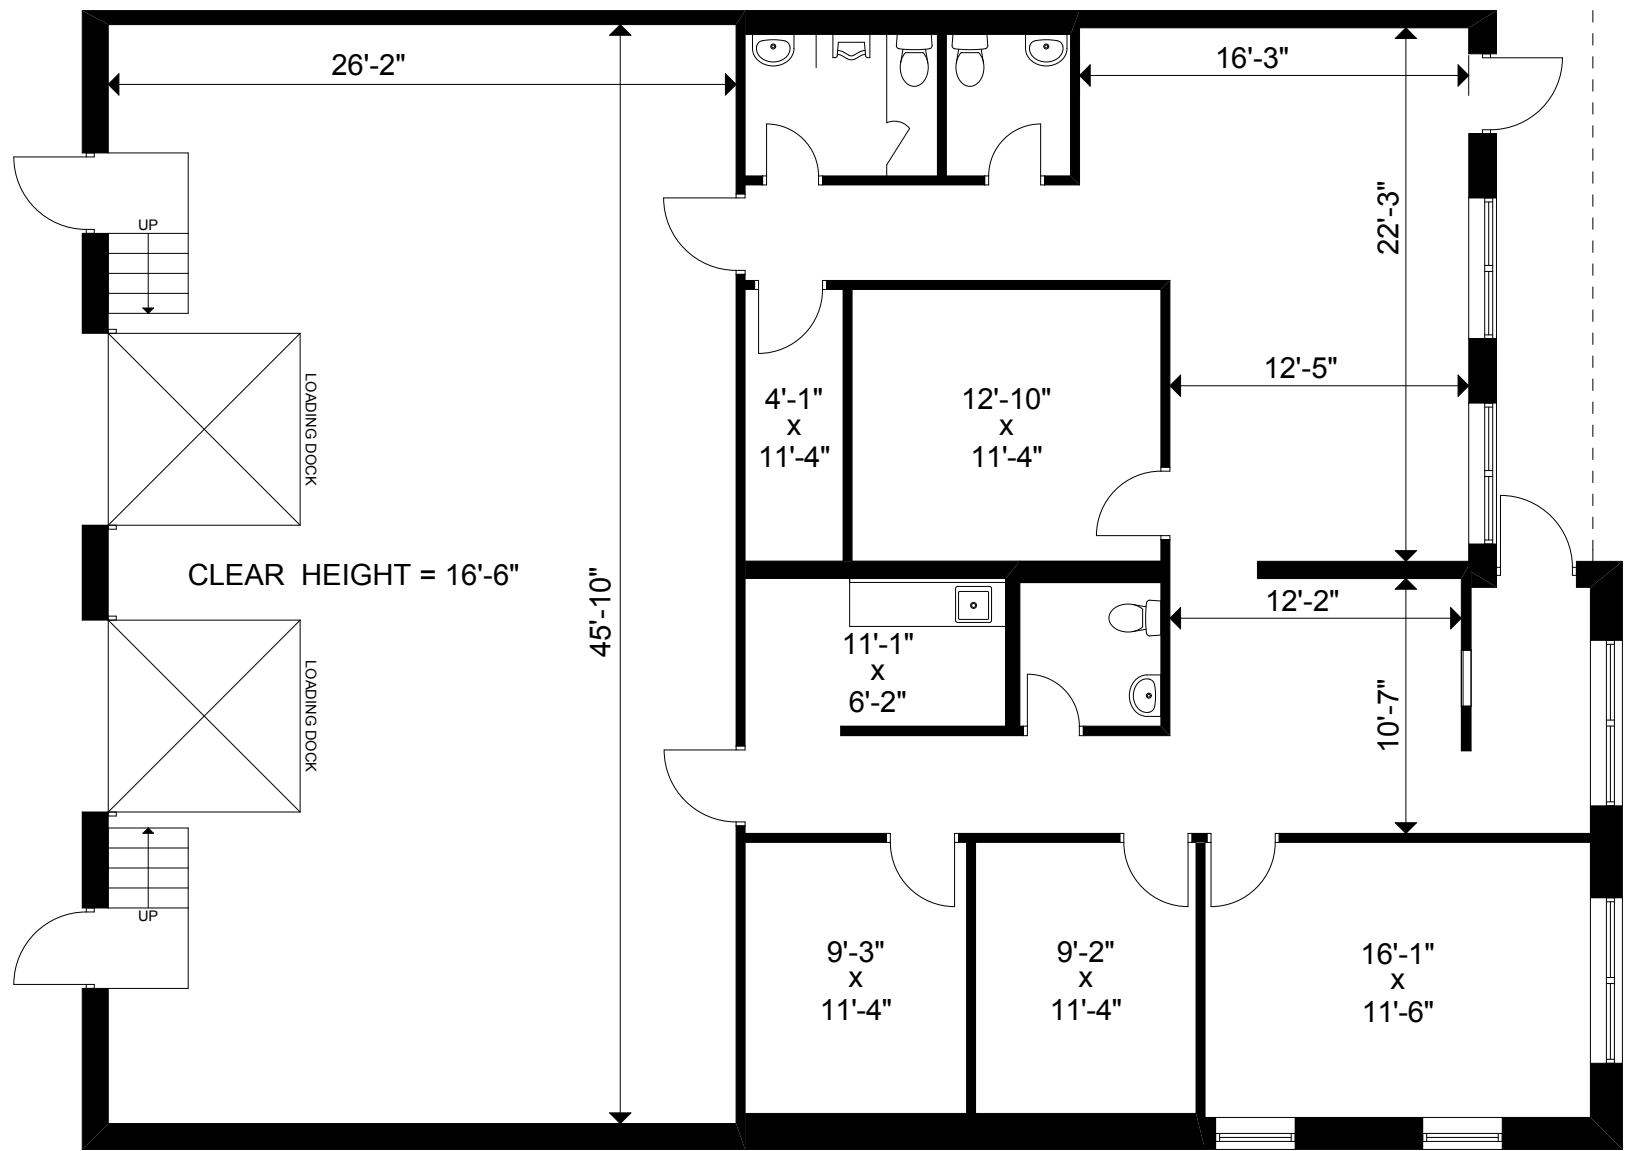 26'-2"
16'-3"
UP
22'-3"
12'-5"
4'-1"
x
11'-4"
12'-10"
x
11'-4"
LOADING DOCK
CLEAR HEIGHT = 16'-6"
45'-10"
12'-2"
11'-1"
x
6'-2"
10'-7"
LOADING DOCK
UP
9'-3"
x
11'-4"
9'-2"
x
11'-4"
16'-1"
x
11'-6"